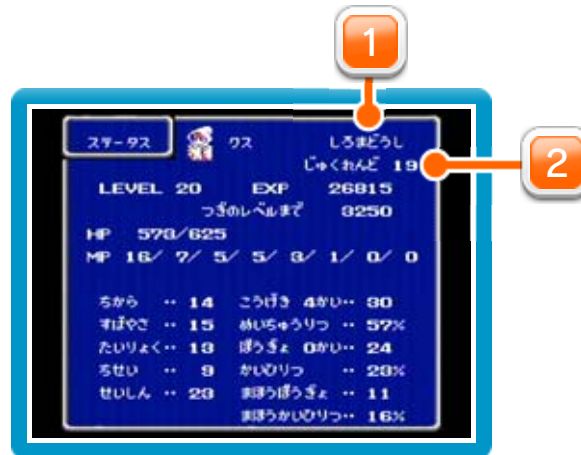 1
ステータス クス しろまどうし
じゅくれんど 19
2
LEVEL 20 EXP 26815
つぎのレベルまで 3250
HP 573/625
MP 16/ 7/ 5/ 5/ 3/ 1/ 0/ 0
ちから ‥ 14 こうげき 4かい‥ 30
すばやさ ‥ 15 めいちゅうりつ ‥ 57%
たいりょく‥ 13 ぼうぎょ 0かい‥ 24
ちせい ‥ 9 かいひりつ ‥ 23%
せいしん ‥ 23 まほうぼうぎょ ‥ 11
まほうかいひりつ‥ 16%